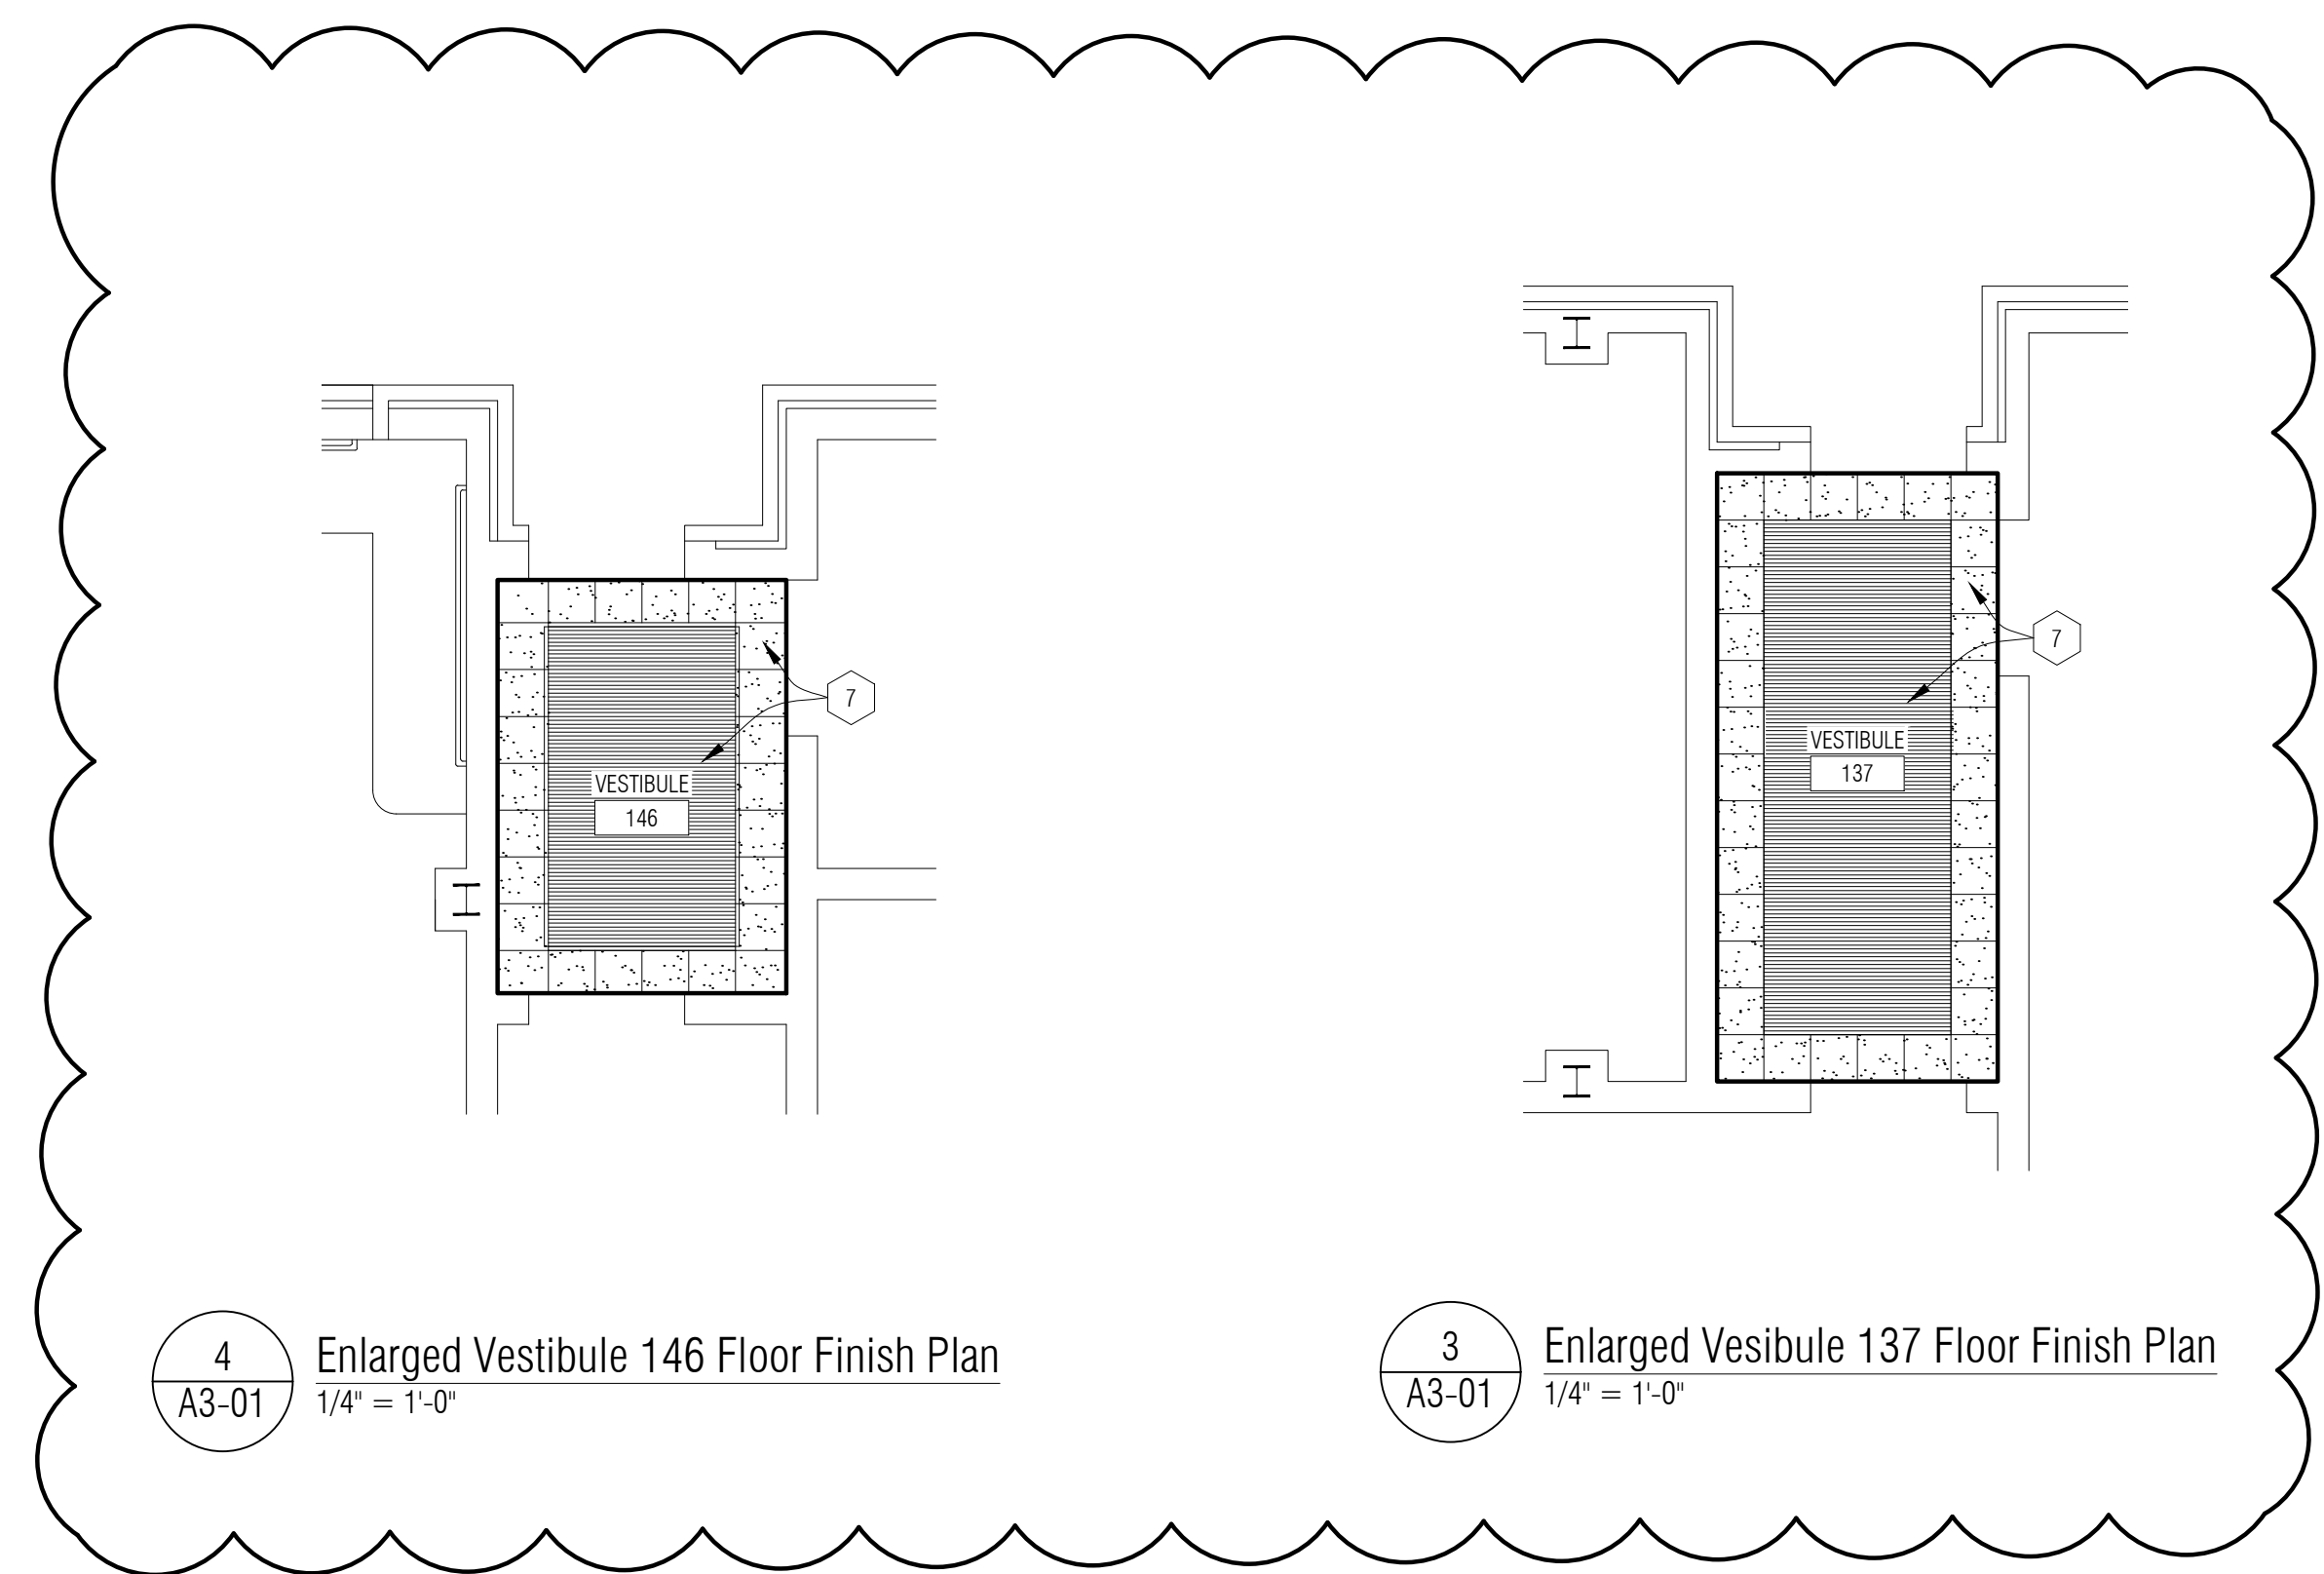 VESTIBULE
146
7
4
A3-01
Enlarged Vestibule 146 Floor Finish Plan
1/4" = 1'-0"
VESTIBULE
137
7
3
A3-01
Enlarged Vesibule 137 Floor Finish Plan
1/4" = 1'-0"